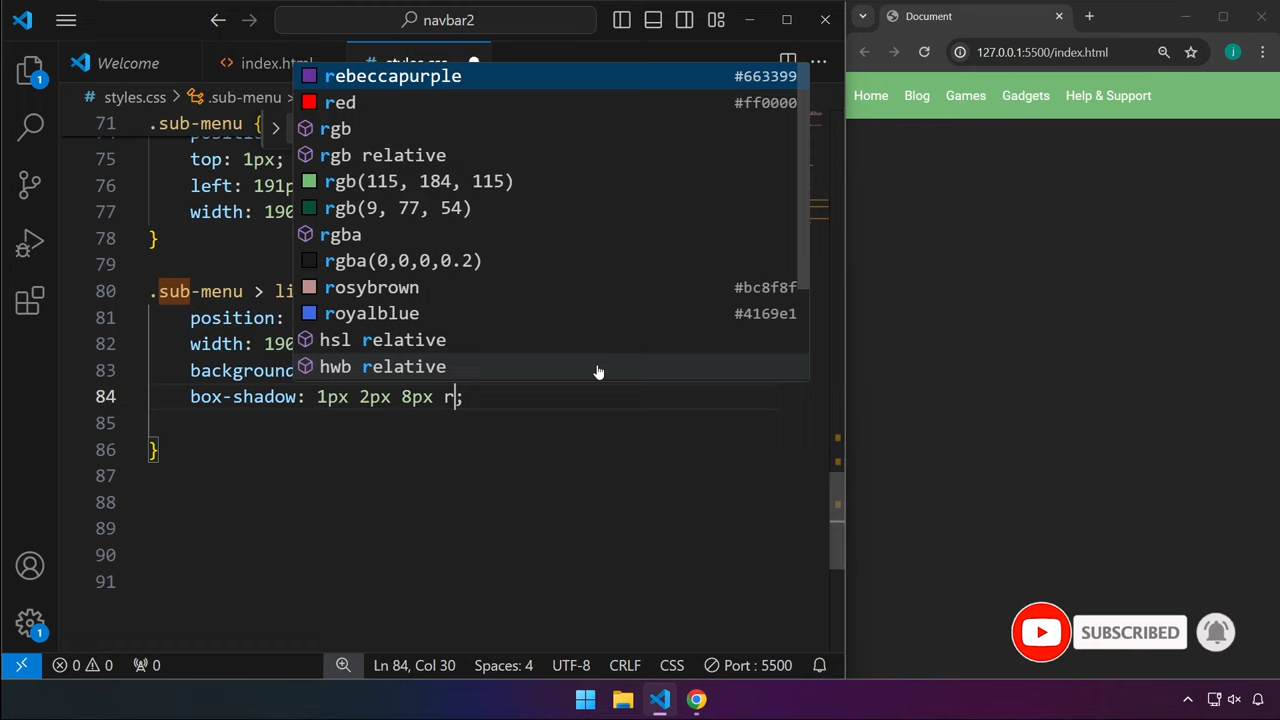 navbar2
Document
Welcome
index.html
# styles.css
127.0.0.1:5500/index.html
j
# styles.css > .sub-menu >
Home Blog Games Gadgets Help & Support
rebeccapurple #663399
red #ff0000
rgb
rgb relative
rgb(115, 184, 115)
rgb(9, 77, 54)
rgba
rgba(0,0,0,0.2)
rosybrown #bc8f8f
royalblue #4169e1
hsl relative
hwb relative
71 .sub-menu {
75 top: 1px;
76 left: 191p
77 width: 190
78 }
79
80 .sub-menu > li
81 position:
82 width: 190
83 background
84 box-shadow: 1px 2px 8px r;
85
86 }
87
88
89
90
91
1
1
SUBSCRIBED
0 0 0
Ln 84, Col 30
Spaces: 4
UTF-8
CRLF
CSS
Port : 5500